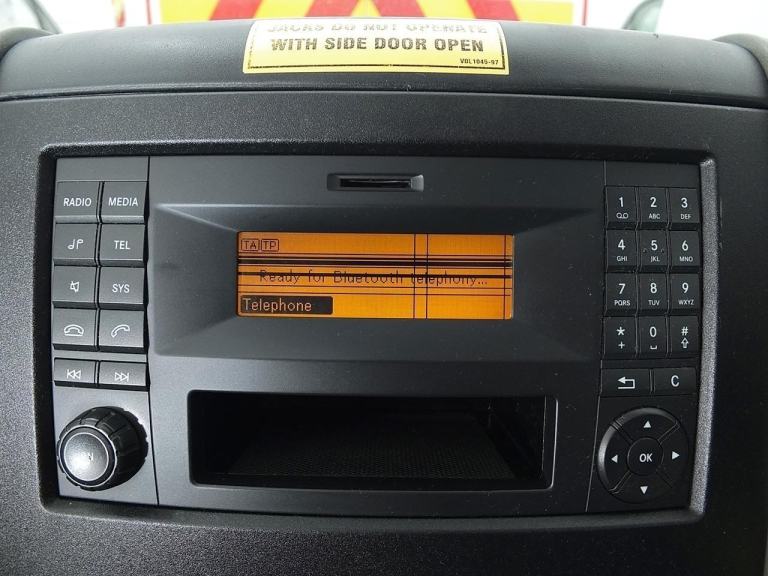 JACKS DO NOT OPERATE
WITH SIDE DOOR OPEN
VBL1045-97
RADIO MEDIA
TEL
SYS
TA TP
Ready for Bluetooth telephony...
Telephone
1 2 ABC 3 DEF
4 GHI 5 JKL 6 MNO
7 PQRS 8 TUV 9 WXYZ
* + 0 #
C
OK